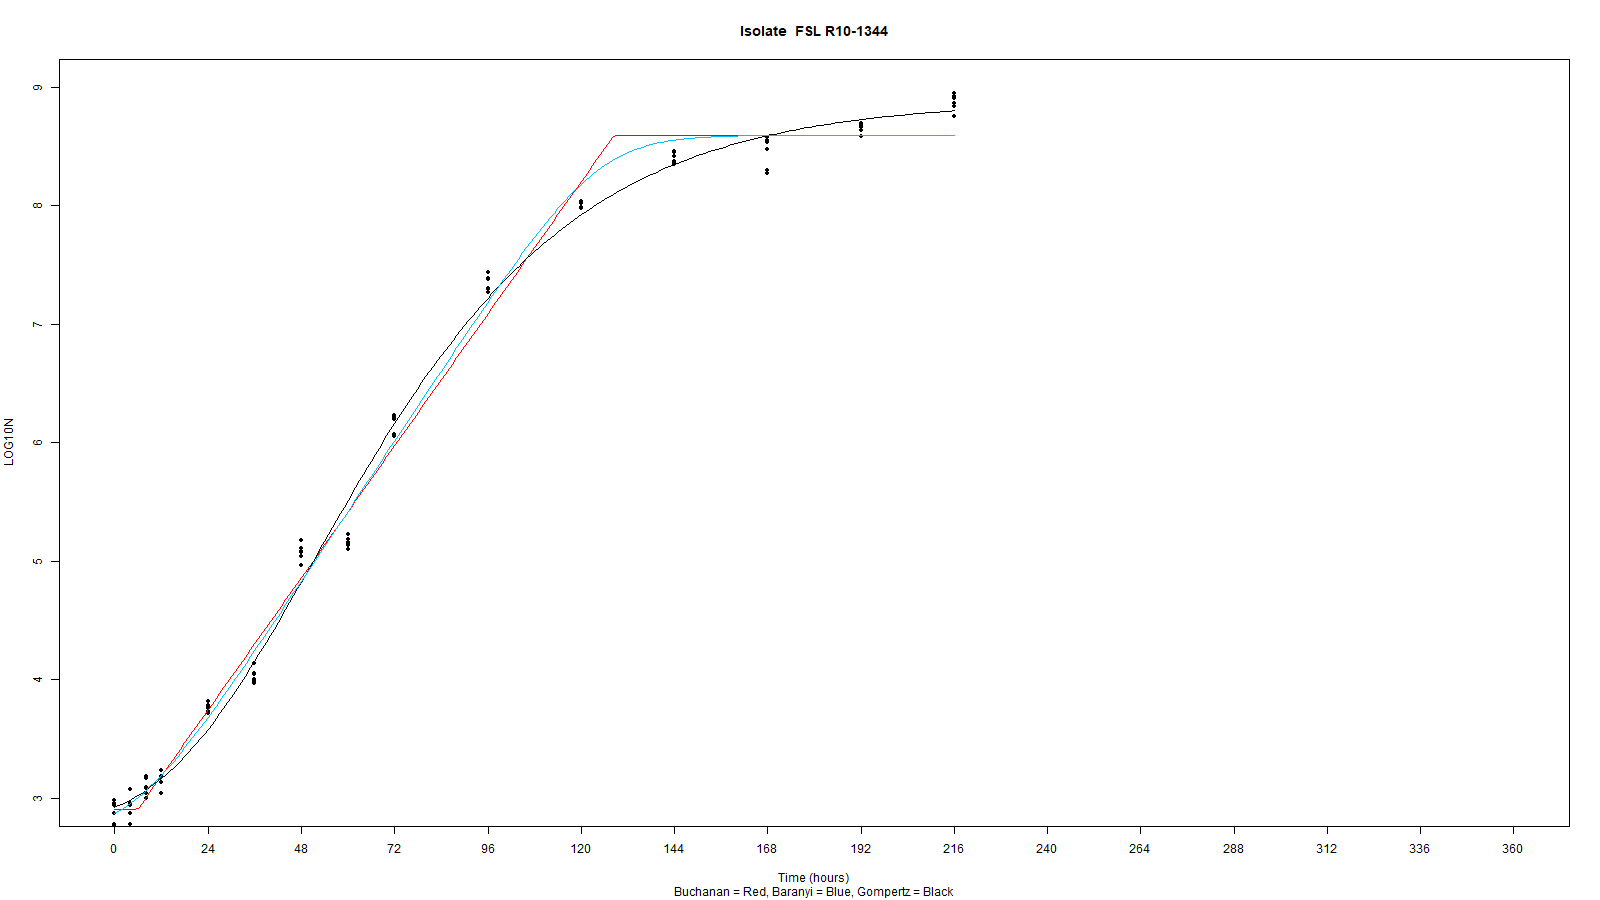 Isolate  FSL R10-1344
LOG10N
9
8
7
6
5
4
3
0 24 48 72 96 120 144 168 192 216 240 264 288 312 336 360
Time (hours)
Buchanan = Red, Baranyi = Blue, Gompertz = Black